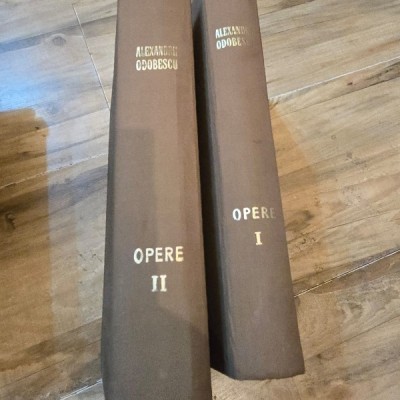 ALEXANDRU
ODOBESCU
OPERE
II
ALEXANDRU
ODOBESCU
OPERE
I